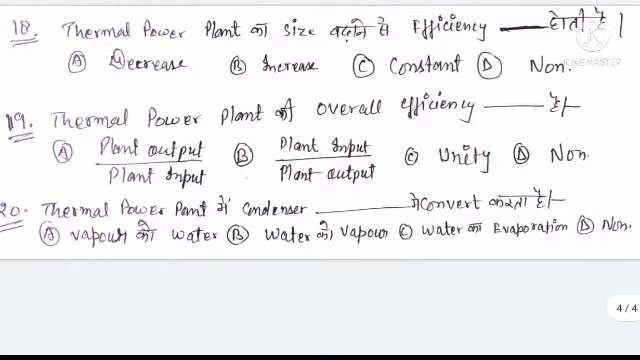 18. Thermal Power Plant का size बढ़ाने से Efficiency ——— होती है।
Ⓐ Decrease Ⓑ Increase Ⓒ Constant Ⓓ Non.
19. Thermal Power Plant की overall efficiency ——— है।
Ⓐ Plant output / Plant Input Ⓑ Plant Input / Plant output Ⓒ Unity Ⓓ Non.
20. Thermal Power Pant में Condenser ——— में Convert करता है।
Ⓐ vapour को water Ⓑ Water को vapour Ⓒ water का Evaporation Ⓓ Non.
KINEMASTER
4/4